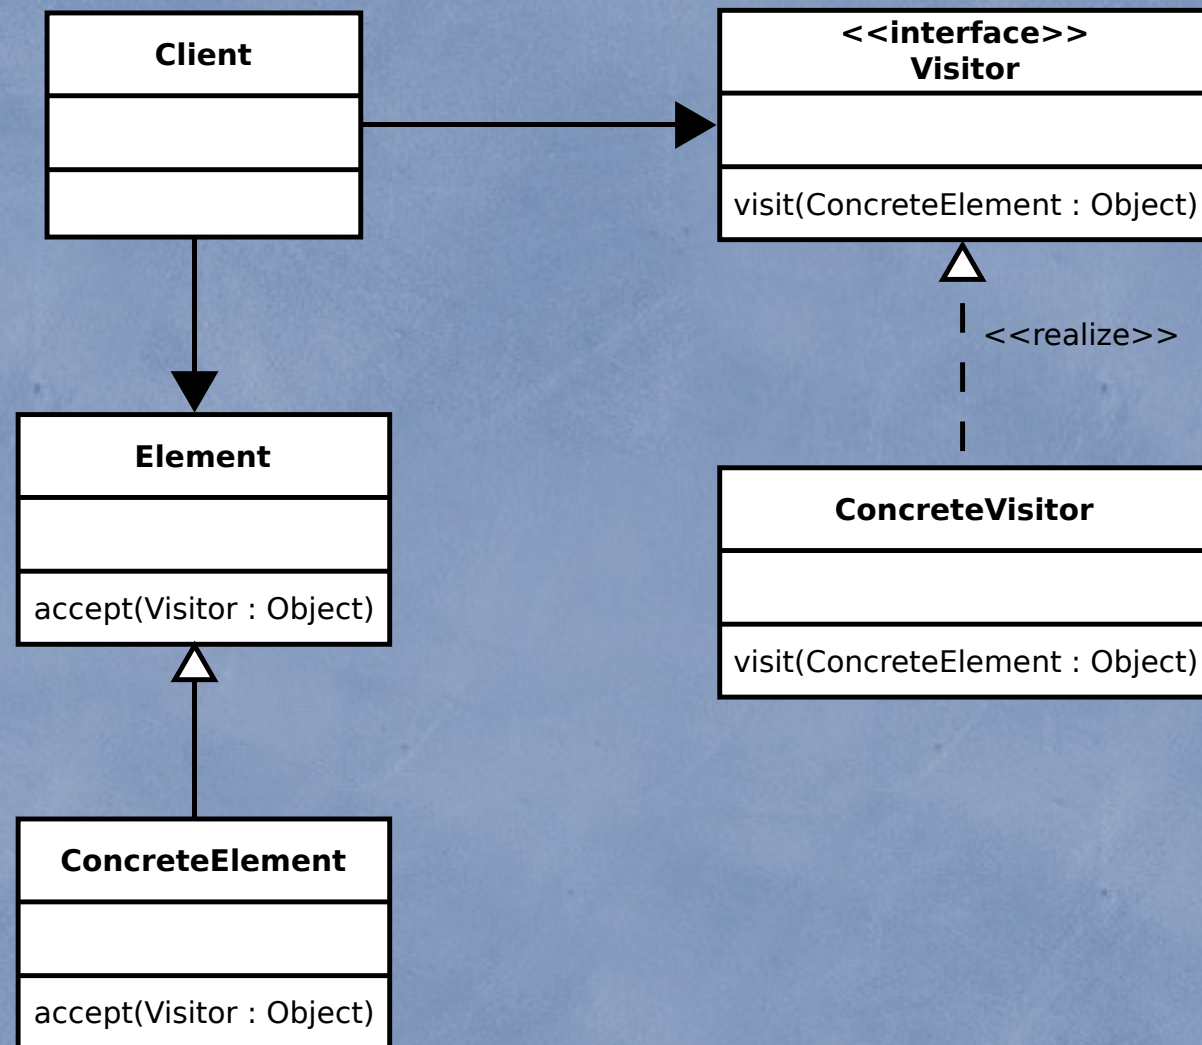 Client
<<interface>>
Visitor
visit(ConcreteElement : Object)
<<realize>>
Element
accept(Visitor : Object)
ConcreteVisitor
visit(ConcreteElement : Object)
ConcreteElement
accept(Visitor : Object)